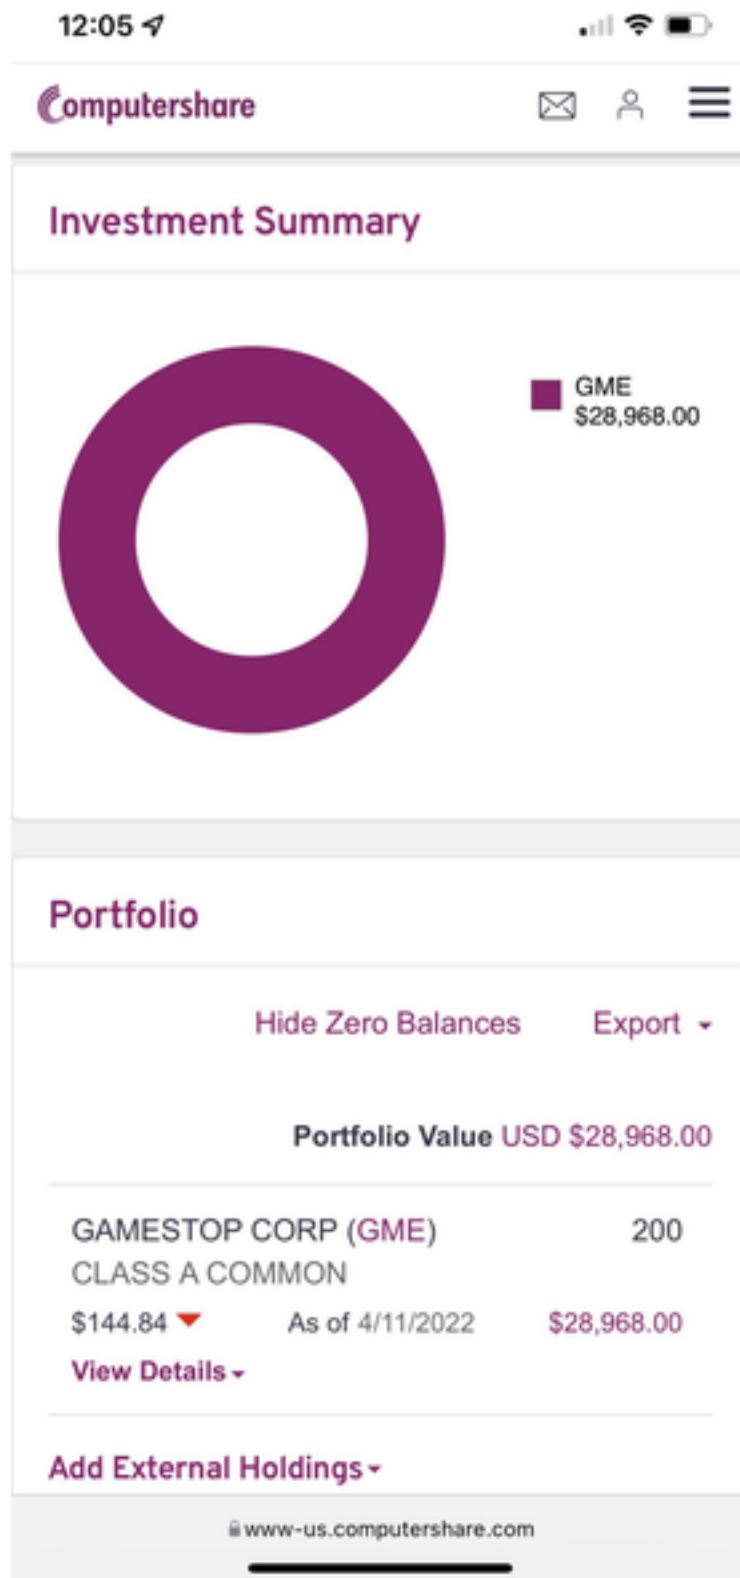 12:05
Computershare
Investment Summary
GME
$28,968.00
Portfolio
Hide Zero Balances Export
Portfolio Value USD $28,968.00
GAMESTOP CORP (GME) 200
CLASS A COMMON
$144.84 As of 4/11/2022 $28,968.00
View Details
Add External Holdings
www-us.computershare.com